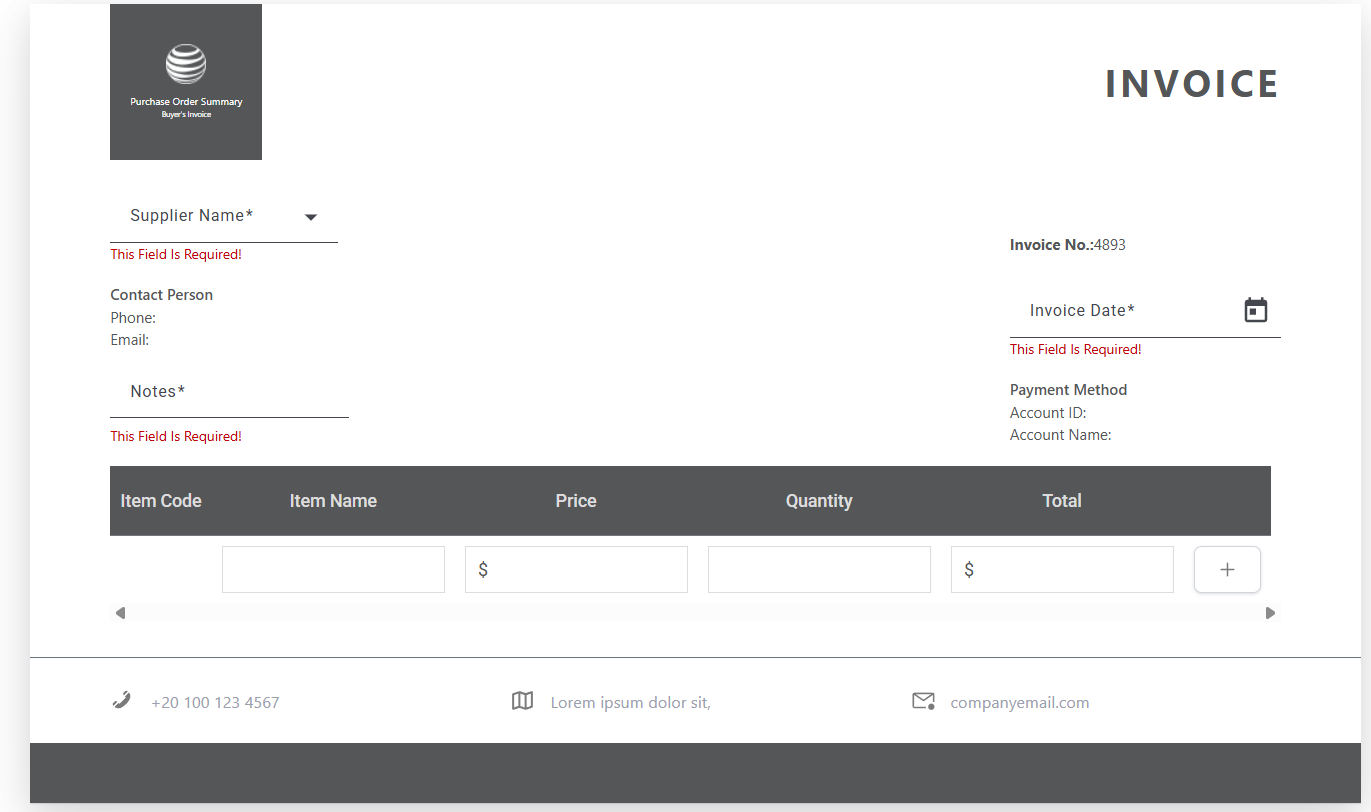 Purchase Order Summary
Buyer's Invoice
INVOICE
Supplier Name*
This Field Is Required!
Invoice No.:4893
Contact Person
Phone:
Email:
Invoice Date*
This Field Is Required!
Notes*
This Field Is Required!
Payment Method
Account ID:
Account Name:
Item Code Item Name Price Quantity Total
$ $ +
+20 100 123 4567 Lorem ipsum dolor sit, companyemail.com